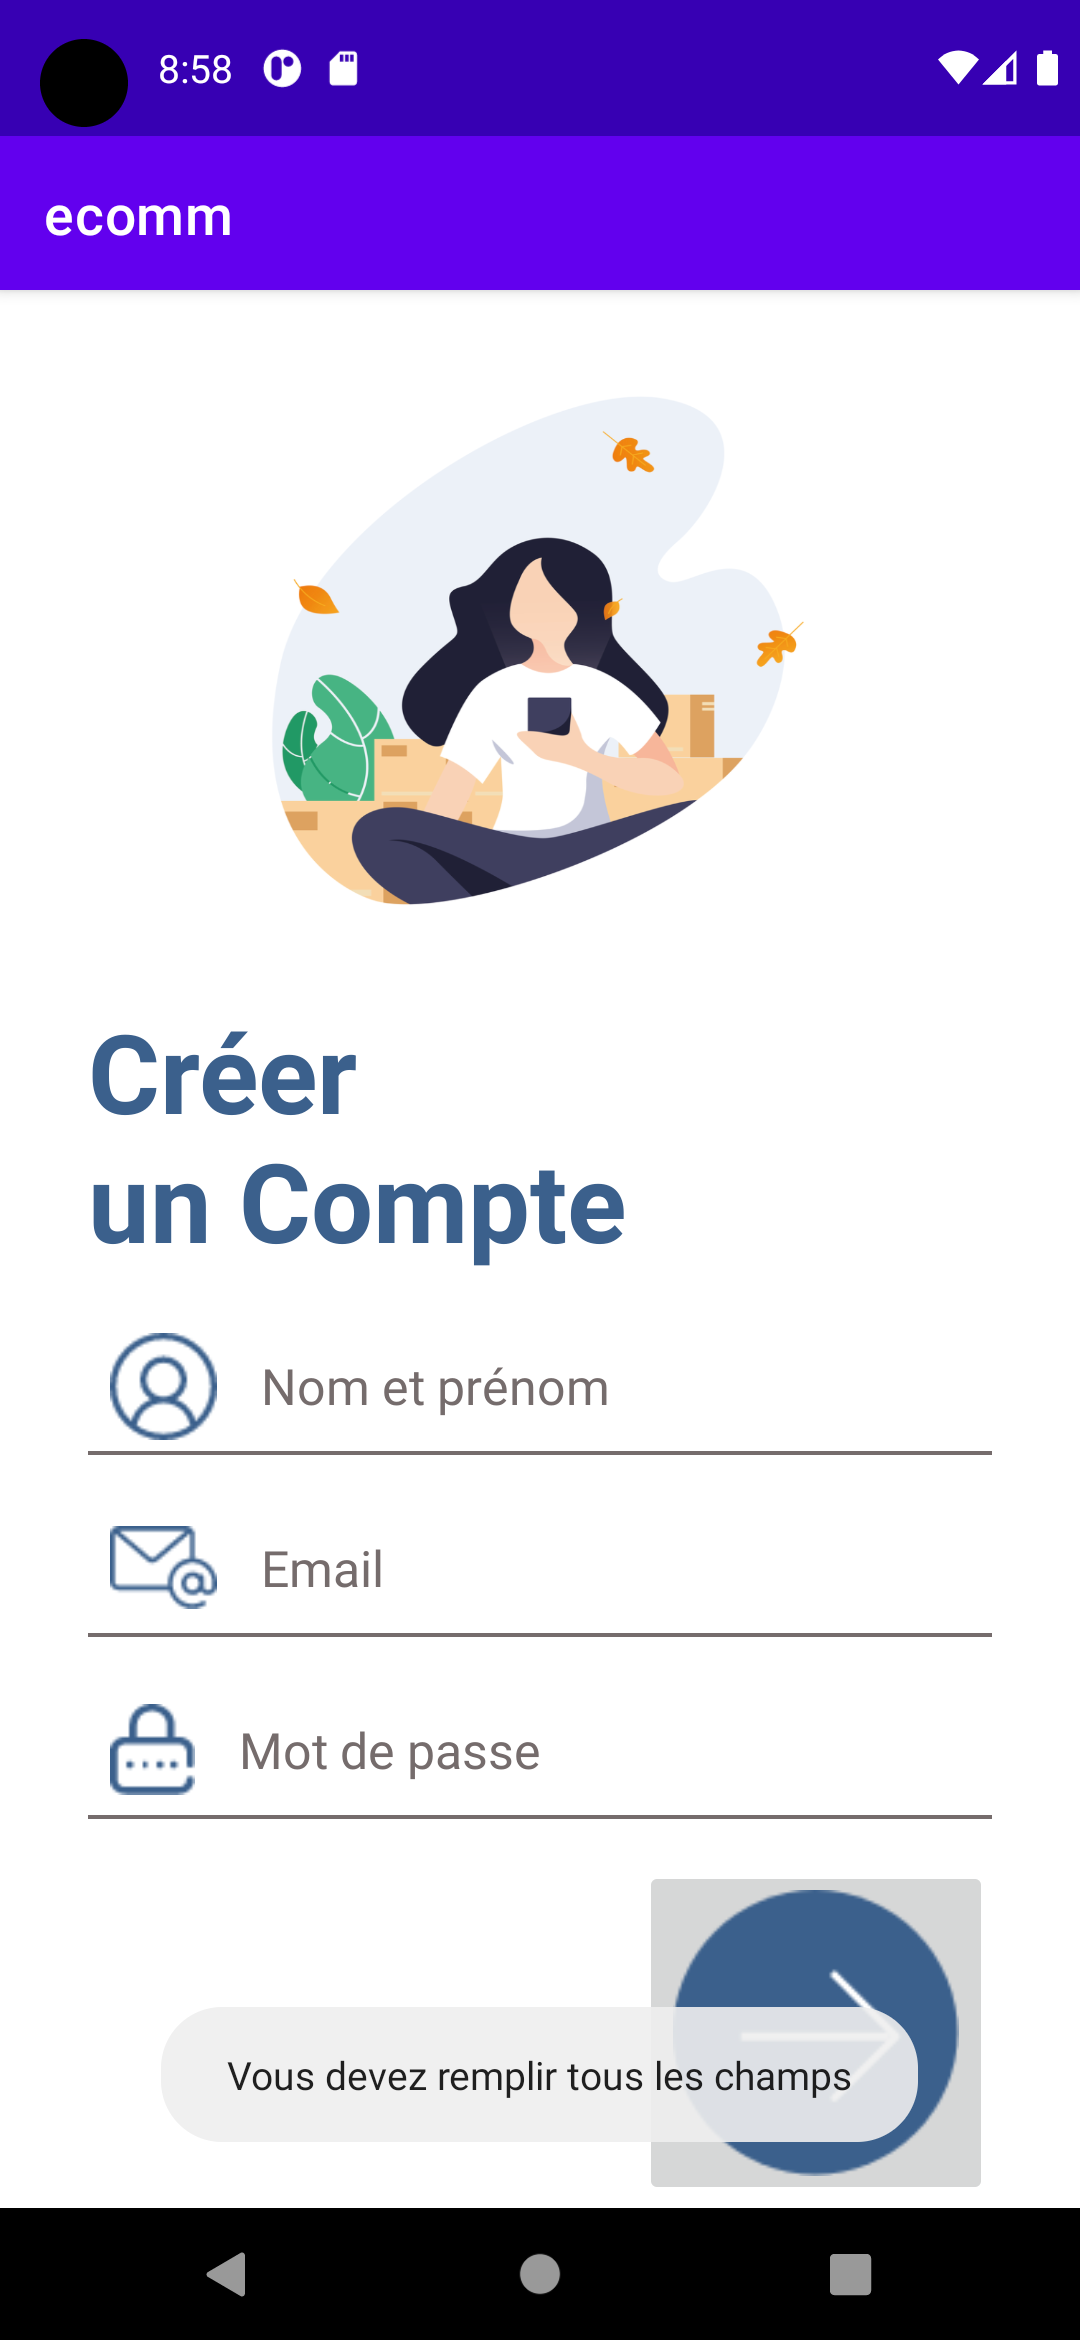 8:58
ecomm
Créer
un Compte
Nom et prénom
Email
Mot de passe
Vous devez remplir tous les champs